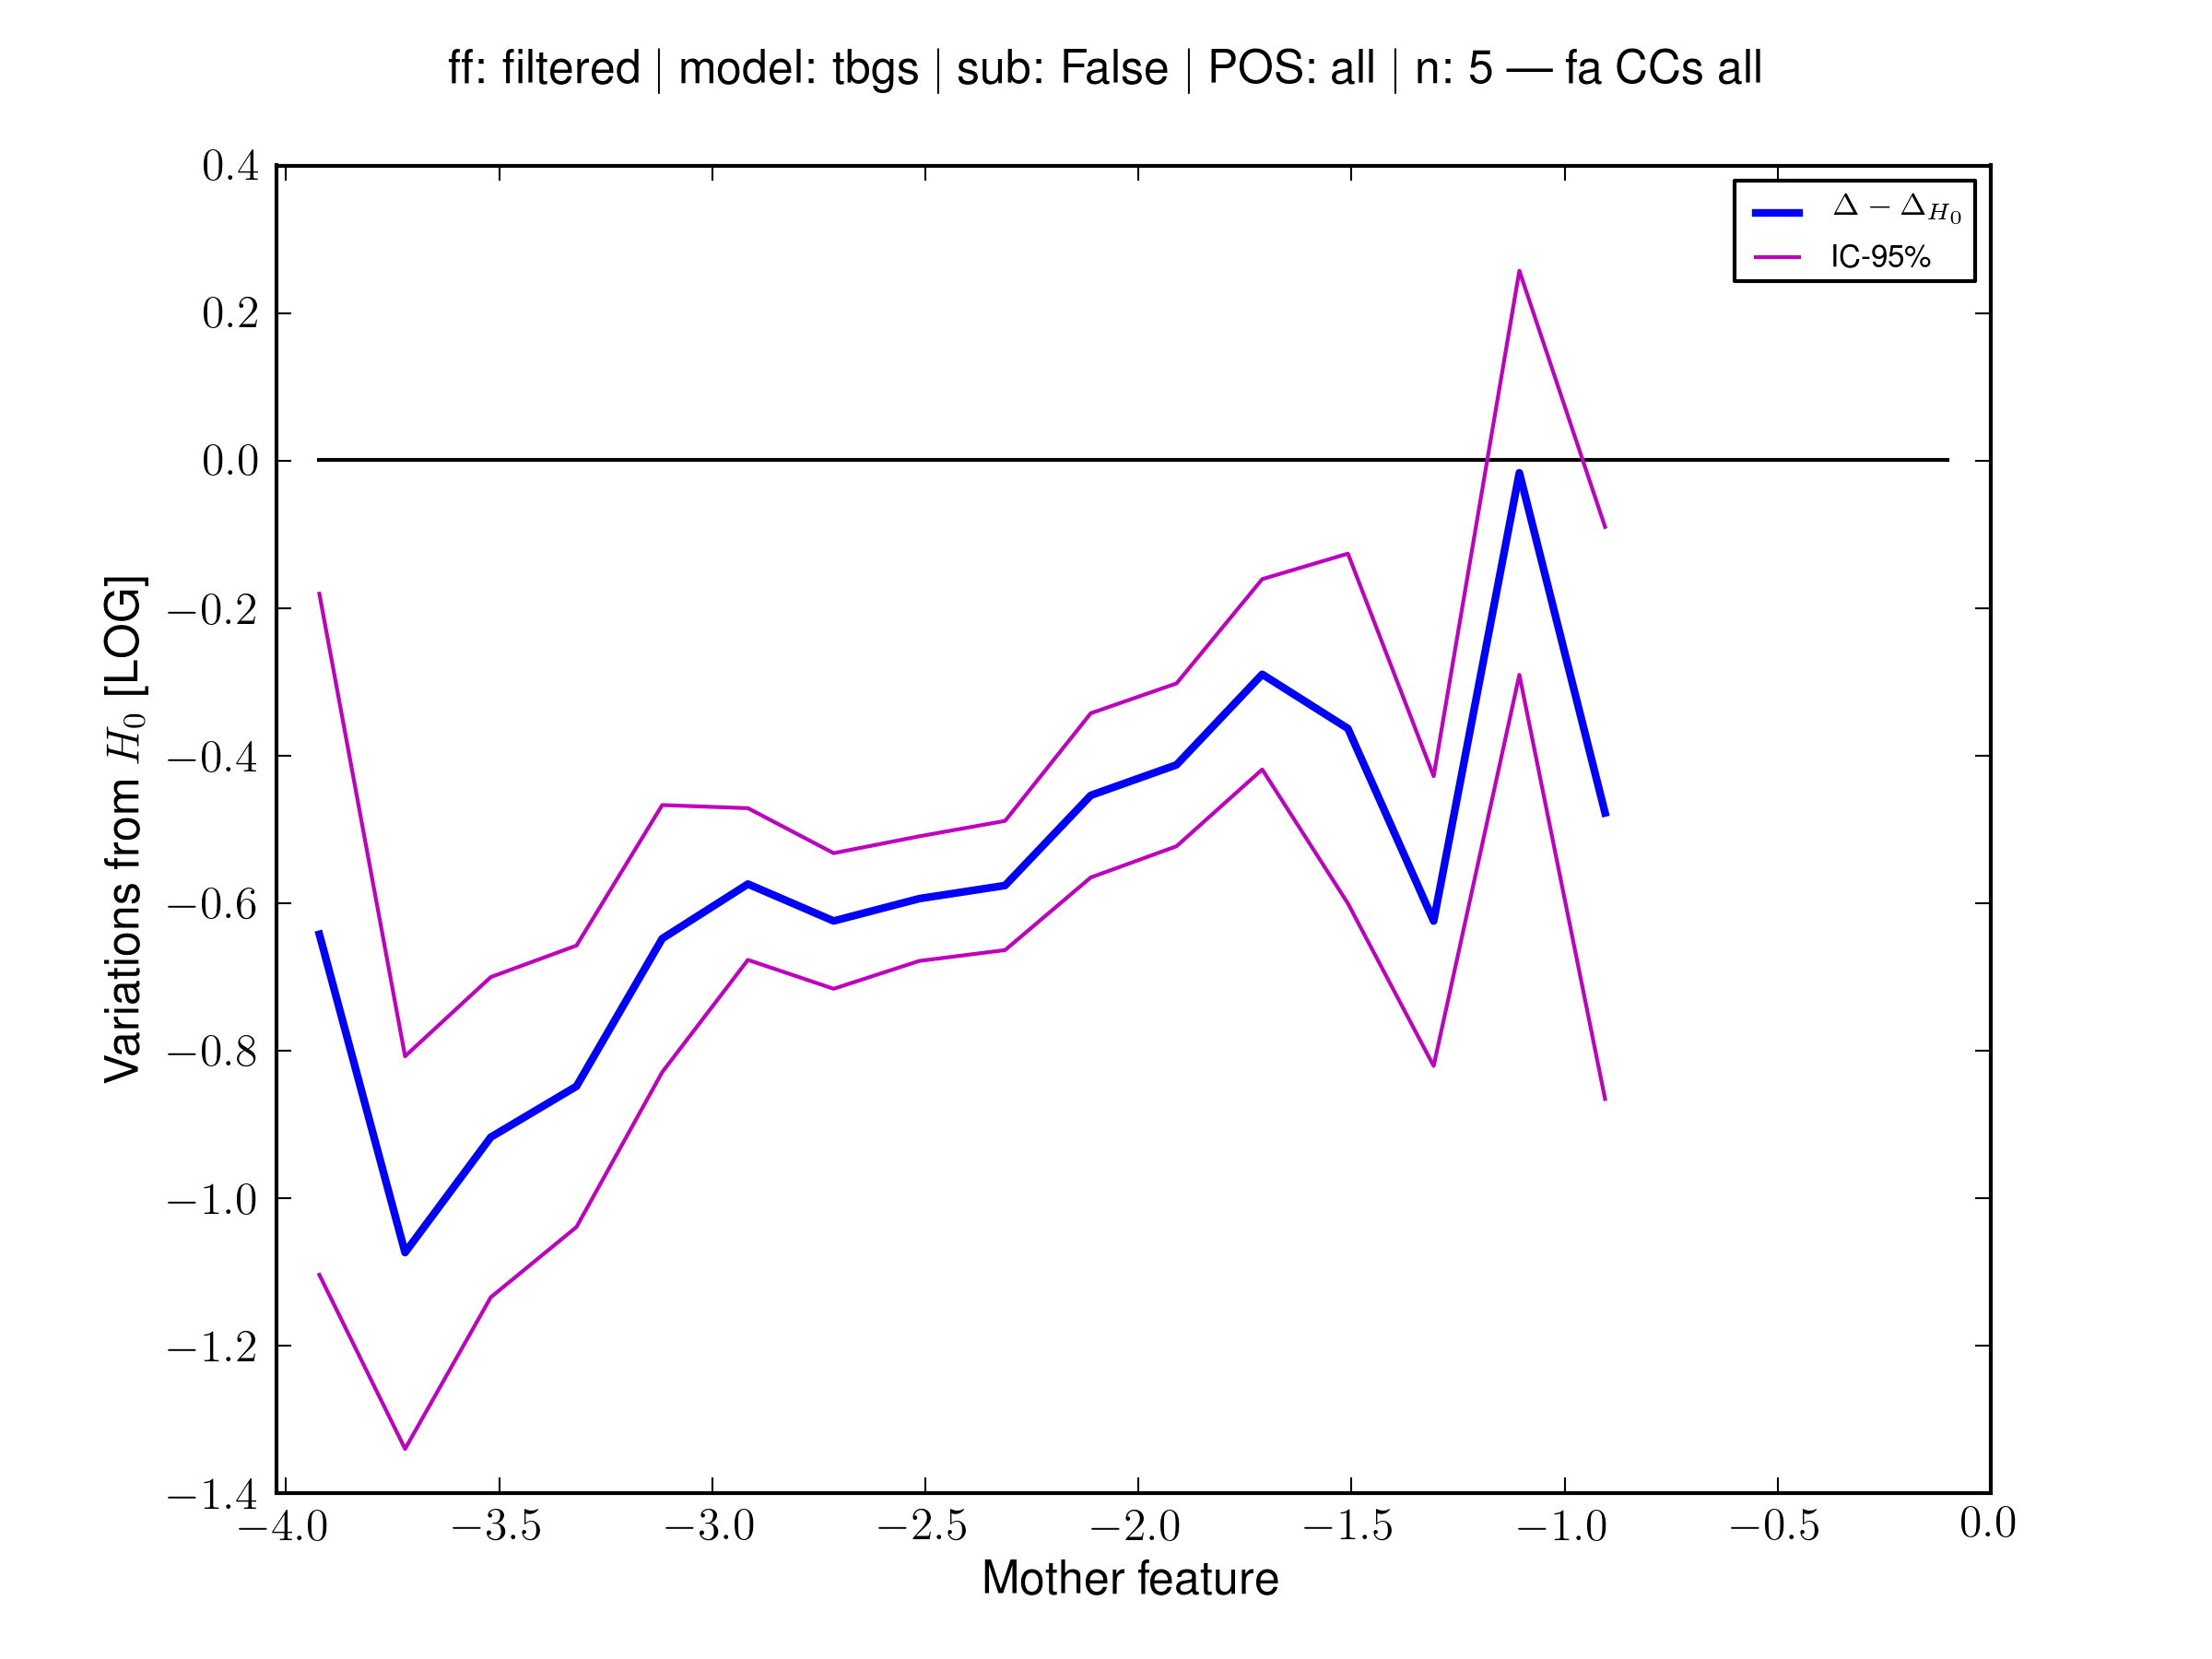 ff: filtered | model: tbgs | sub: False | POS: all | n: 5 — fa CCs all
Δ − Δ_{H_0}
IC-95%
Variations from H_0 [LOG]
0.4
0.2
0.0
−0.2
−0.4
−0.6
−0.8
−1.0
−1.2
−1.4
−4.0 −3.5 −3.0 −2.5 −2.0 −1.5 −1.0 −0.5 0.0
Mother feature